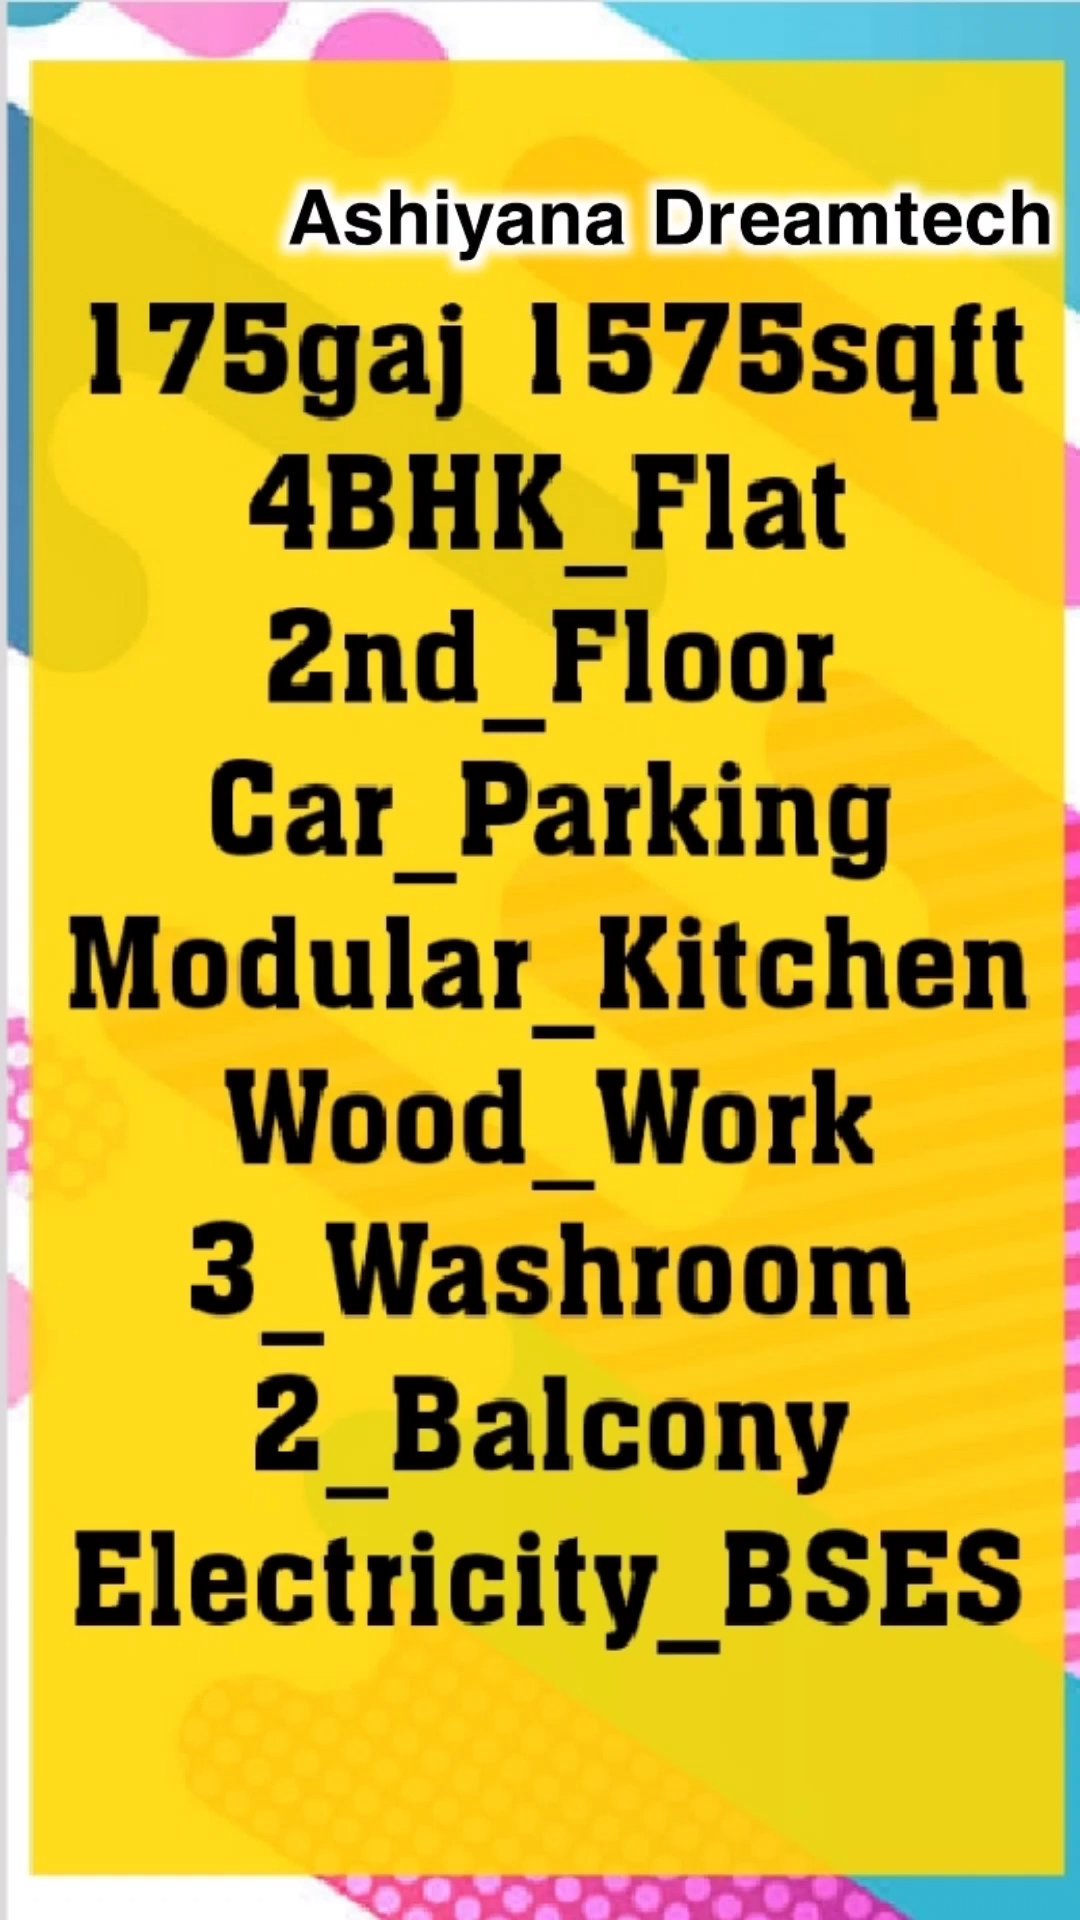 Ashiyana Dreamtech
175gaj 1575sqft
4BHK_Flat
2nd_Floor
Car_Parking
Modular_Kitchen
Wood_Work
3_Washroom
2_Balcony
Electricity_BSES